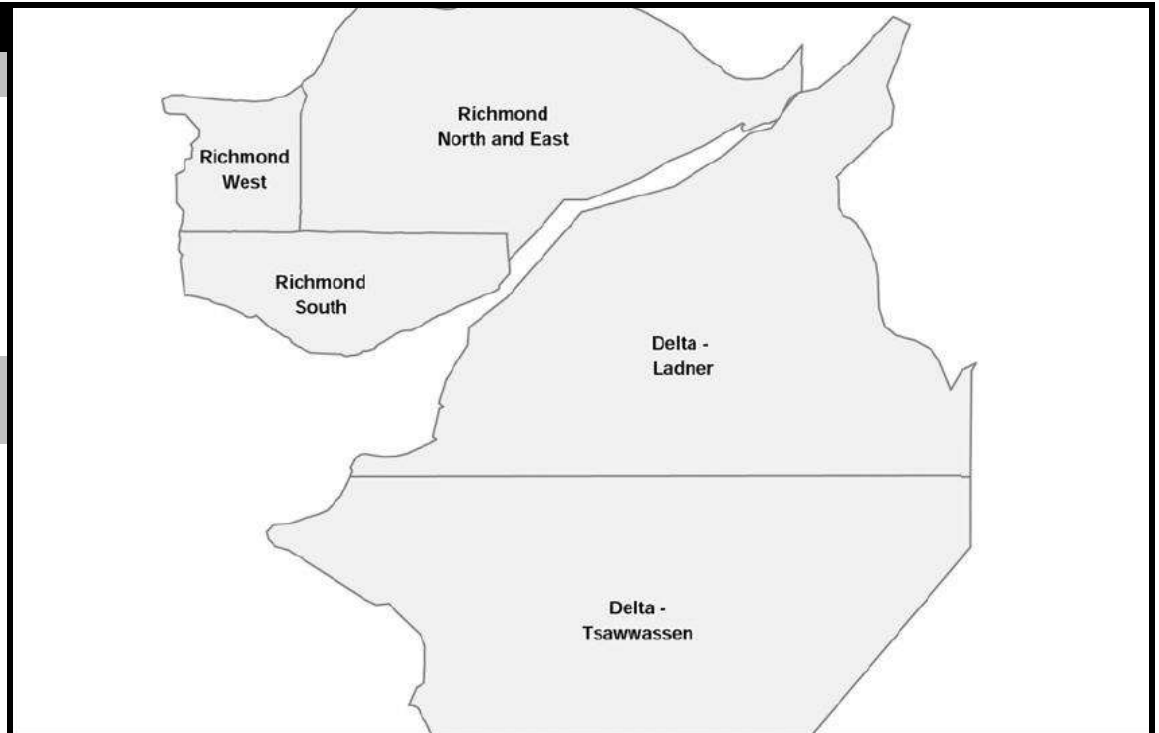 Richmond
North and East
Richmond
West
Richmond
South
Delta -
Ladner
Delta -
Tsawwassen